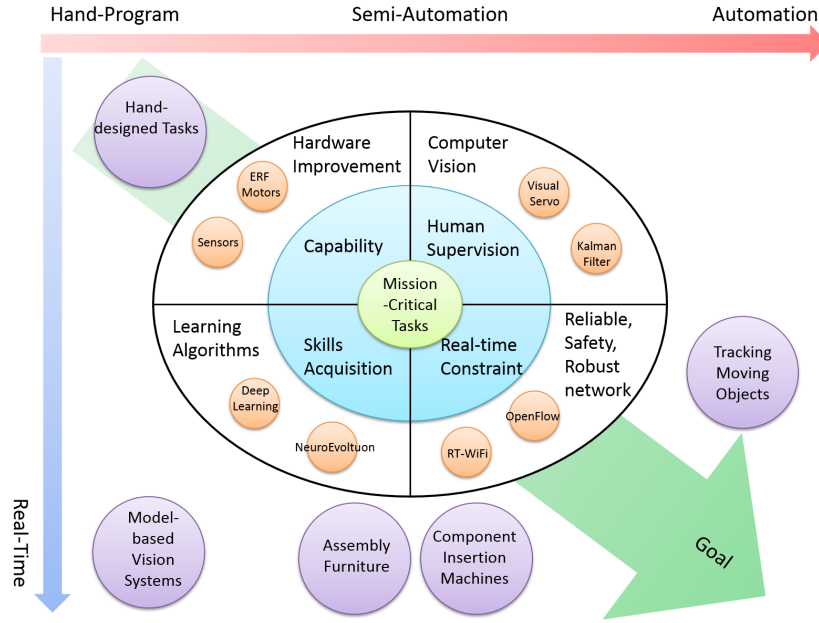 Hand-Program
Semi-Automation
Automation
Hand-
designed Tasks
Hardware
Improvement
ERF
Motors
Sensors
Computer
Vision
Visual
Servo
Kalman
Filter
Capability
Human
Supervision
Mission
-Critical
Tasks
Learning
Algorithms
Skills
Acquisition
Real-time
Constraint
Reliable,
Safety,
Robust
network
Deep
Learning
NeuroEvoltuon
OpenFlow
RT-WiFi
Tracking
Moving
Objects
Real-Time
Model-
based
Vision
Systems
Assembly
Furniture
Component
Insertion
Machines
Goal